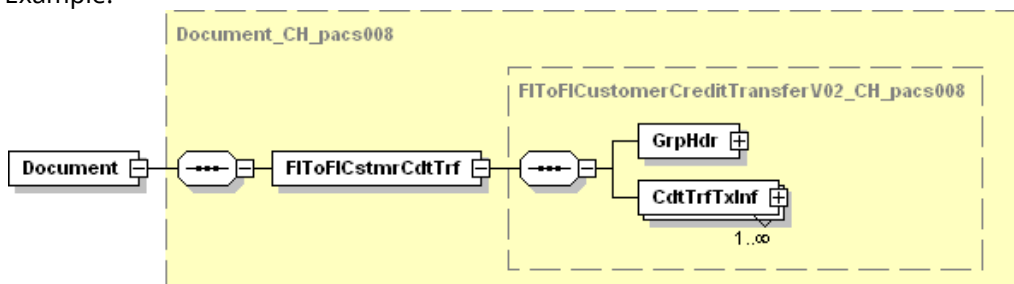 Example:
Document_CH_pacs008
FIToFICustomerCreditTransferV02_CH_pacs008
GrpHdr
Document
FIToFICstmrCdtTrf
CdtTrfTxInf
1..∞